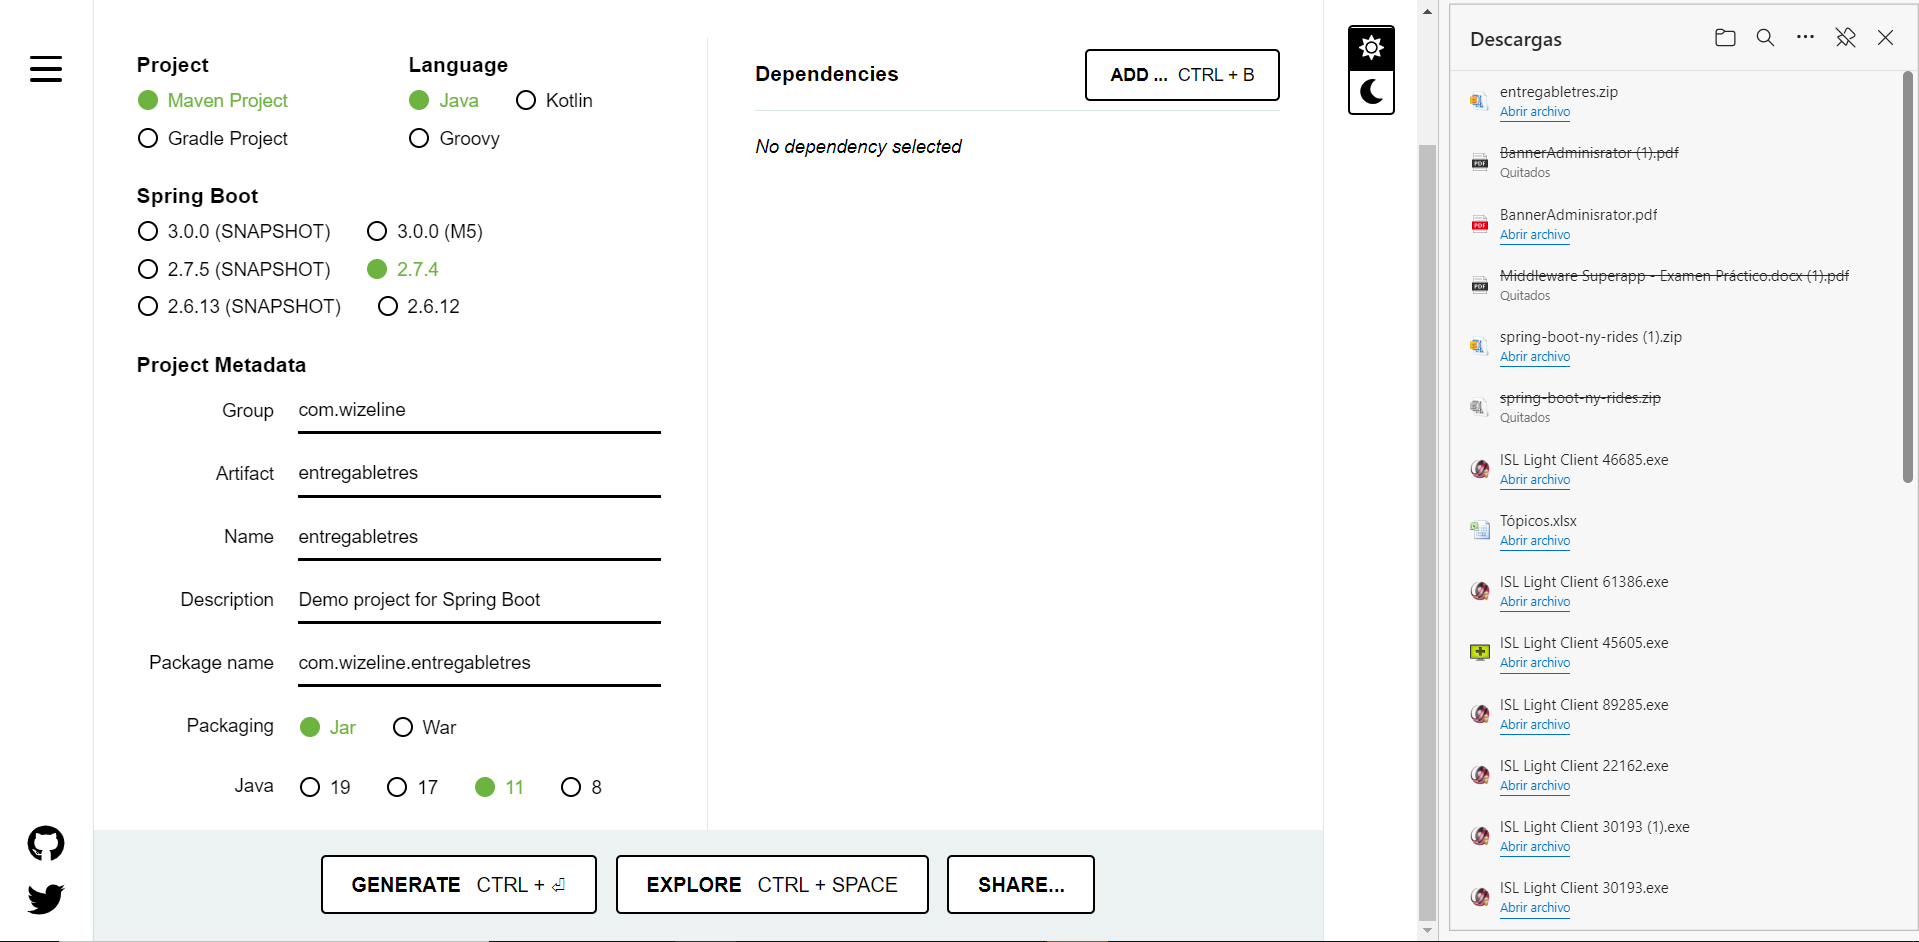 Project
Maven Project
Gradle Project
Language
Java
Kotlin
Groovy
Spring Boot
3.0.0 (SNAPSHOT)
3.0.0 (M5)
2.7.5 (SNAPSHOT)
2.7.4
2.6.13 (SNAPSHOT)
2.6.12
Project Metadata
Group
com.wizeline
Artifact
entregabletres
Name
entregabletres
Description
Demo project for Spring Boot
Package name
com.wizeline.entregabletres
Packaging
Jar
War
Java
19
17
11
8
Dependencies
ADD ... CTRL + B
No dependency selected
GENERATE CTRL + ⏎
EXPLORE CTRL + SPACE
SHARE...
Descargas
entregabletres.zip
Abrir archivo
BannerAdminisrator (1).pdf
Quitados
BannerAdminisrator.pdf
Abrir archivo
Middleware Superapp - Examen Práctico.docx (1).pdf
Quitados
spring-boot-ny-rides (1).zip
Abrir archivo
spring-boot-ny-rides.zip
Quitados
ISL Light Client 46685.exe
Abrir archivo
Tópicos.xlsx
Abrir archivo
ISL Light Client 61386.exe
Abrir archivo
ISL Light Client 45605.exe
Abrir archivo
ISL Light Client 89285.exe
Abrir archivo
ISL Light Client 22162.exe
Abrir archivo
ISL Light Client 30193 (1).exe
Abrir archivo
ISL Light Client 30193.exe
Abrir archivo